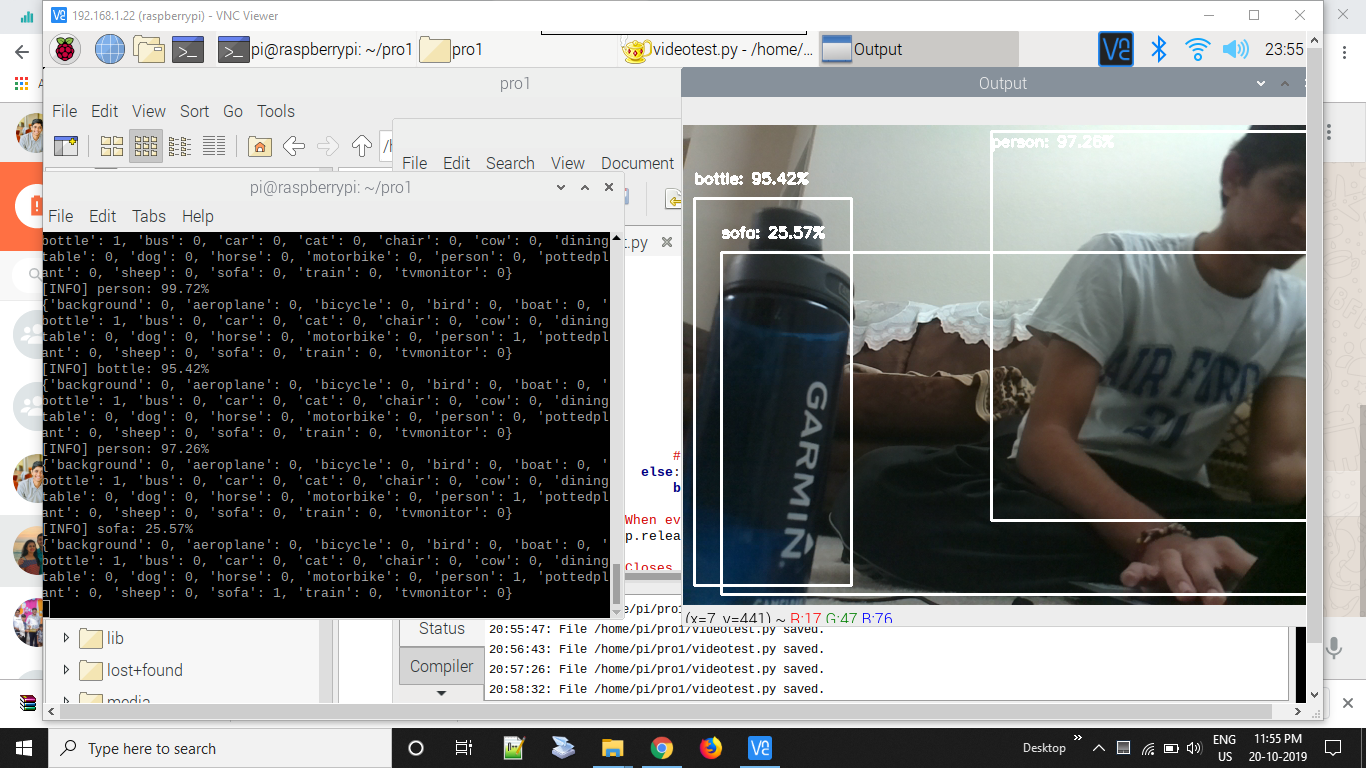 192.168.1.22 (raspberrypi) - VNC Viewer
pi@raspberrypi: ~/pro1
pro1
videotest.py - /home/...
Output
23:55
pro1
File Edit View Sort Go Tools
File Edit Search View Document
.py
pi@raspberrypi: ~/pro1
File Edit Tabs Help
bottle': 1, 'bus': 0, 'car': 0, 'cat': 0, 'chair': 0, 'cow': 0, 'dining
table': 0, 'dog': 0, 'horse': 0, 'motorbike': 0, 'person': 0, 'pottedpl
ant': 0, 'sheep': 0, 'sofa': 0, 'train': 0, 'tvmonitor': 0}
[INFO] person: 99.72%
{'background': 0, 'aeroplane': 0, 'bicycle': 0, 'bird': 0, 'boat': 0, '
bottle': 1, 'bus': 0, 'car': 0, 'cat': 0, 'chair': 0, 'cow': 0, 'dining
table': 0, 'dog': 0, 'horse': 0, 'motorbike': 0, 'person': 1, 'pottedpl
ant': 0, 'sheep': 0, 'sofa': 0, 'train': 0, 'tvmonitor': 0}
[INFO] bottle: 95.42%
{'background': 0, 'aeroplane': 0, 'bicycle': 0, 'bird': 0, 'boat': 0, '
bottle': 1, 'bus': 0, 'car': 0, 'cat': 0, 'chair': 0, 'cow': 0, 'dining
table': 0, 'dog': 0, 'horse': 0, 'motorbike': 0, 'person': 0, 'pottedpl
ant': 0, 'sheep': 0, 'sofa': 0, 'train': 0, 'tvmonitor': 0}
[INFO] person: 97.26%
{'background': 0, 'aeroplane': 0, 'bicycle': 0, 'bird': 0, 'boat': 0, '
bottle': 1, 'bus': 0, 'car': 0, 'cat': 0, 'chair': 0, 'cow': 0, 'dining
table': 0, 'dog': 0, 'horse': 0, 'motorbike': 0, 'person': 1, 'pottedpl
ant': 0, 'sheep': 0, 'sofa': 0, 'train': 0, 'tvmonitor': 0}
[INFO] sofa: 25.57%
{'background': 0, 'aeroplane': 0, 'bicycle': 0, 'bird': 0, 'boat': 0, '
bottle': 1, 'bus': 0, 'car': 0, 'cat': 0, 'chair': 0, 'cow': 0, 'dining
table': 0, 'dog': 0, 'horse': 0, 'motorbike': 0, 'person': 1, 'pottedpl
ant': 0, 'sheep': 0, 'sofa': 1, 'train': 0, 'tvmonitor': 0}
#
else:
b
When ev
p.relea
Closes
Output
person: 97.26%
bottle: 95.42%
sofa: 25.57%
GARMIN
AIR FORC
21
(x=7, y=441) ~ R:17 G:47 B:76
lib
lost+found
media
Status
Compiler
/home/pi/pro1
20:55:47: File /home/pi/pro1/videotest.py saved.
20:56:43: File /home/pi/pro1/videotest.py saved.
20:57:26: File /home/pi/pro1/videotest.py saved.
20:58:32: File /home/pi/pro1/videotest.py saved.
Type here to search
Desktop
ENG
US
11:55 PM
20-10-2019